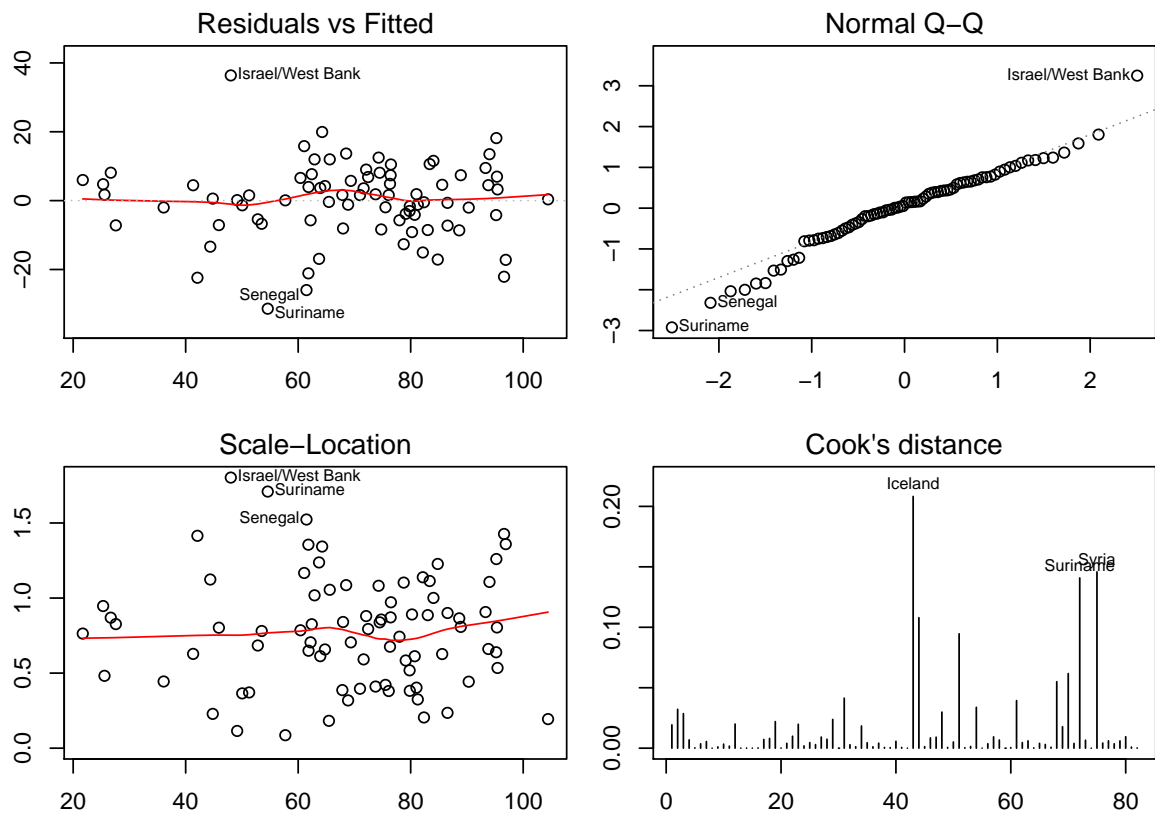 Residuals vs Fitted
40
20
0
−20
20
40
60
80
100
Israel/West Bank
Senegal
Suriname
Normal Q−Q
3
2
1
0
−1
−3
−2
−1
0
1
2
Israel/West Bank
Senegal
Suriname
Scale−Location
1.5
1.0
0.5
0.0
20
40
60
80
100
Israel/West Bank
Suriname
Senegal
Cook's distance
0.20
0.10
0.00
0
20
40
60
80
Iceland
Syria
Suriname